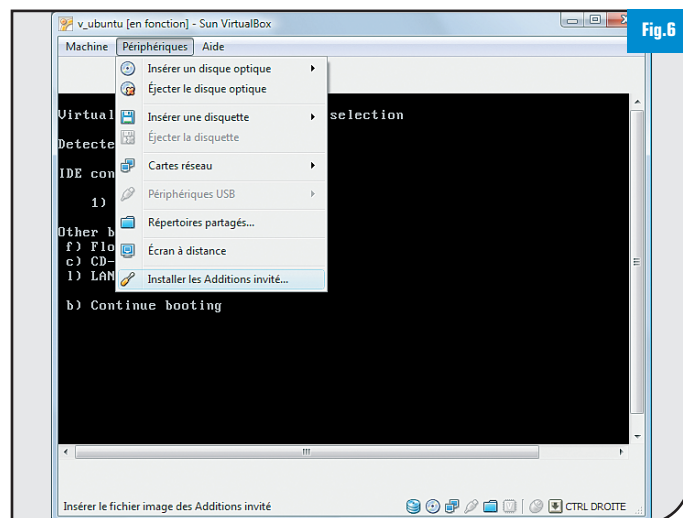 Fig.6
v_ubuntu [en fonction] - Sun VirtualBox
Machine Périphériques Aide
Insérer un disque optique
Éjecter le disque optique
Insérer une disquette
Éjecter la disquette
Cartes réseau
Périphériques USB
Répertoires partagés...
Écran à distance
Installer les Additions invité...
Virtual selection
Detecte
IDE con
1)
Other b
f) Flo
c) CD-
l) LAN
b) Continue booting
Insérer le fichier image des Additions invité
CTRL DROITE